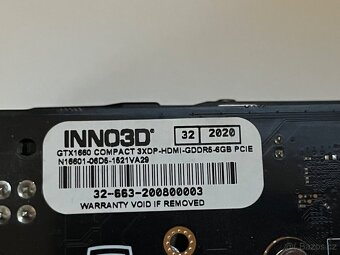 INNO3D
32 2020
GTX1660 COMPACT 3XDP-HDMI-GDDR5-6GB PCIE
N16601-06D5-1521VA29
32-663-200800003
WARRANTY VOID IF REMOVED